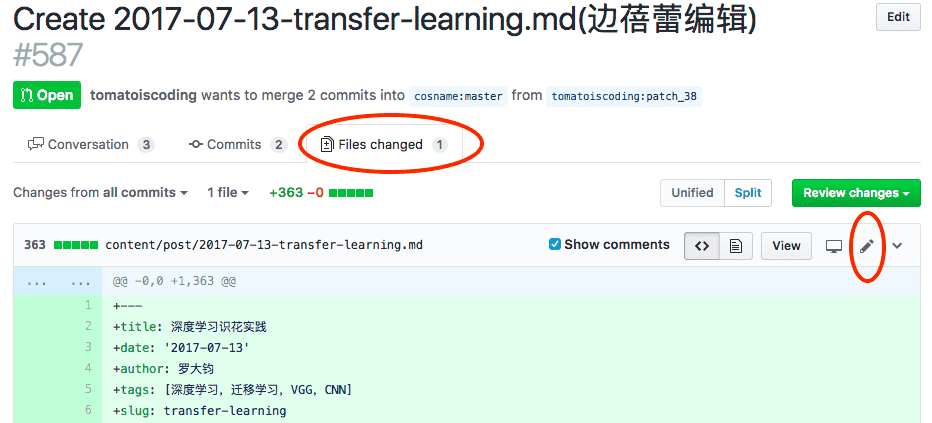 Create 2017-07-13-transfer-learning.md(边蓓蕾编辑)
Edit
#587
Open tomatoiscoding wants to merge 2 commits into cosname:master from tomatoiscoding:patch_38
Conversation 3 Commits 2 Files changed 1
Changes from all commits 1 file +363 −0 Unified Split Review changes
363 content/post/2017-07-13-transfer-learning.md Show comments <> View
... ... @@ -0,0 +1,363 @@
1 +---
2 +title: 深度学习识花实践
3 +date: '2017-07-13'
4 +author: 罗大钧
5 +tags: [深度学习，迁移学习，VGG，CNN]
6 +slug: transfer-learning